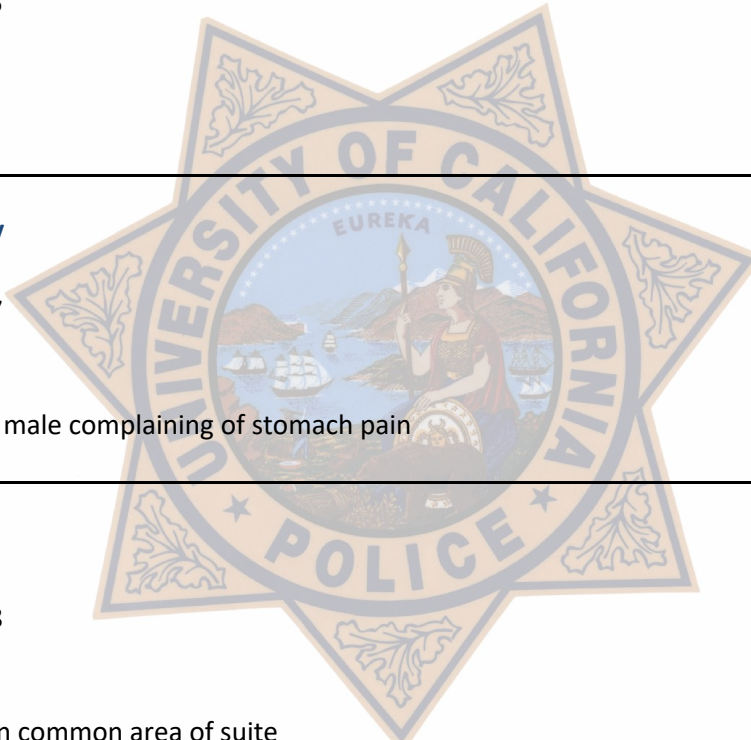 UNIVERSITY OF CALIFORNIA
EUREKA
male complaining of stomach pain
POLICE
common area of suite